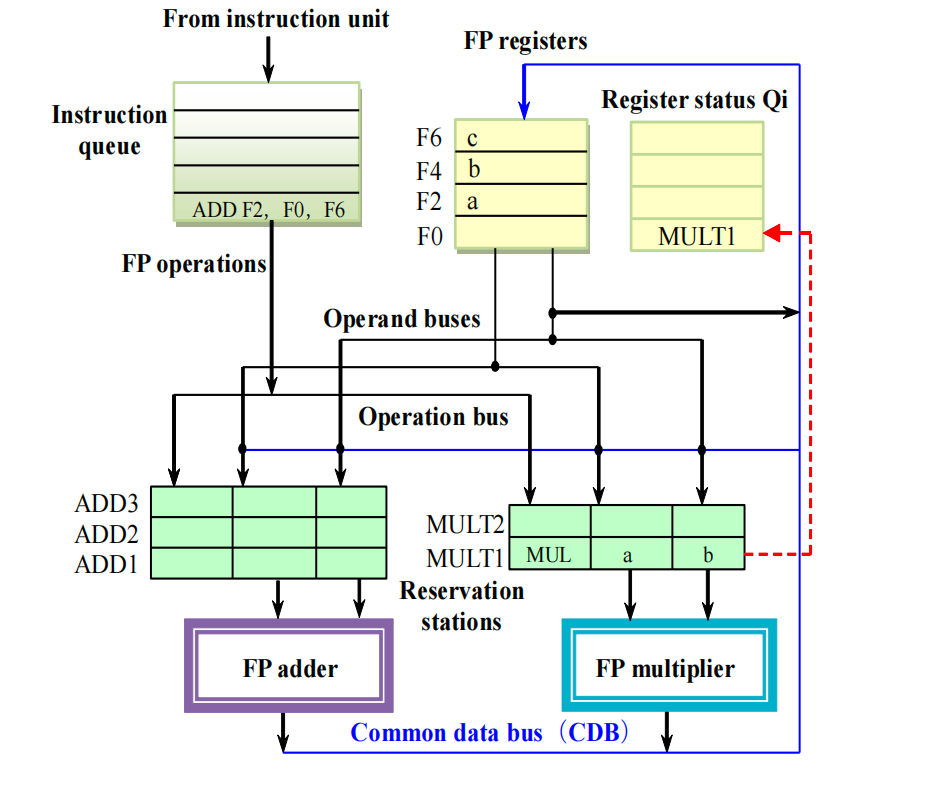 From instruction unit
FP registers
Register status Qi
Instruction
queue
F6 c
F4 b
F2 a
F0
ADD F2, F0, F6
MULT1
FP operations
Operand buses
Operation bus
ADD3
ADD2
ADD1
MULT2
MULT1 MUL a b
Reservation
stations
FP adder
FP multiplier
Common data bus（CDB）